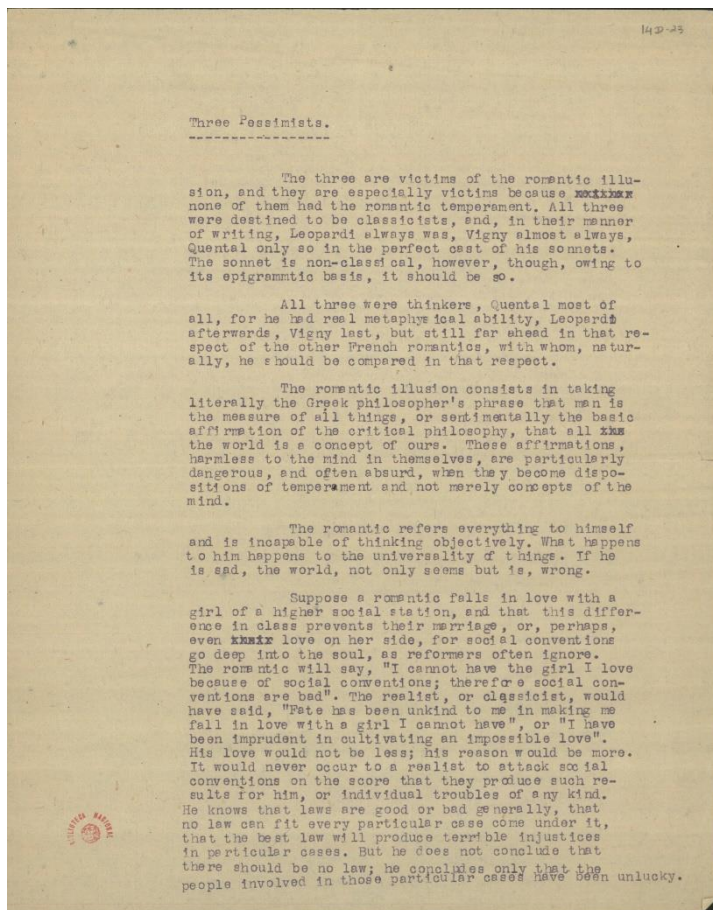 14D-23
Three Pessimists.
-----------------
The three are victims of the romantic illu-
sion, and they are especially victims because
none of them had the romantic temperament. All three
were destined to be classicists, and, in their manner
of writing, Leopardi always was, Vigny almost always,
Quental only so in the perfect cast of his sonnets.
The sonnet is non-classical, however, though, owing to
its epigrammtic basis, it should be so.
All three were thinkers, Quental most of
all, for he had real metaphysical ability, Leopardi
afterwards, Vigny last, but still far ahead in that re-
spect of the other French romantics, with whom, natur-
ally, he should be compared in that respect.
The romantic illusion consists in taking
literally the Greek philosopher's phrase that man is
the measure of all things, or sentimentally the basic
affirmation of the critical philosophy, that all
the world is a concept of ours. These affirmations,
harmless to the mind in themselves, are particularly
dangerous, and often absurd, when they become dispo-
sitions of temperament and not merely concepts of the
mind.
The romantic refers everything to himself
and is incapable of thinking objectively. What happens
to him happens to the universality of things. If he
is sad, the world, not only seems but is, wrong.
Suppose a romantic falls in love with a
girl of a higher social station, and that this differ-
ence in class prevents their marriage, or, perhaps,
even love on her side, for social conventions
go deep into the soul, as reformers often ignore.
The romantic will say, "I cannot have the girl I love
because of social conventions; therefore social con-
ventions are bad". The realist, or classicist, would
have said, "Fate has been unkind to me in making me
fall in love with a girl I cannot have", or "I have
been imprudent in cultivating an impossible love".
His love would not be less; his reason would be more.
It would never occur to a realist to attack social
conventions on the score that they produce such re-
sults for him, or individual troubles of any kind.
He knows that laws are good or bad generally, that
no law can fit every particular case come under it,
that the best law will produce terrible injustices
in particular cases. But he does not conclude that
there should be no law; he concludes only that the
people involved in those particular cases have been unlucky.
BIBLIOTECA NACIONAL